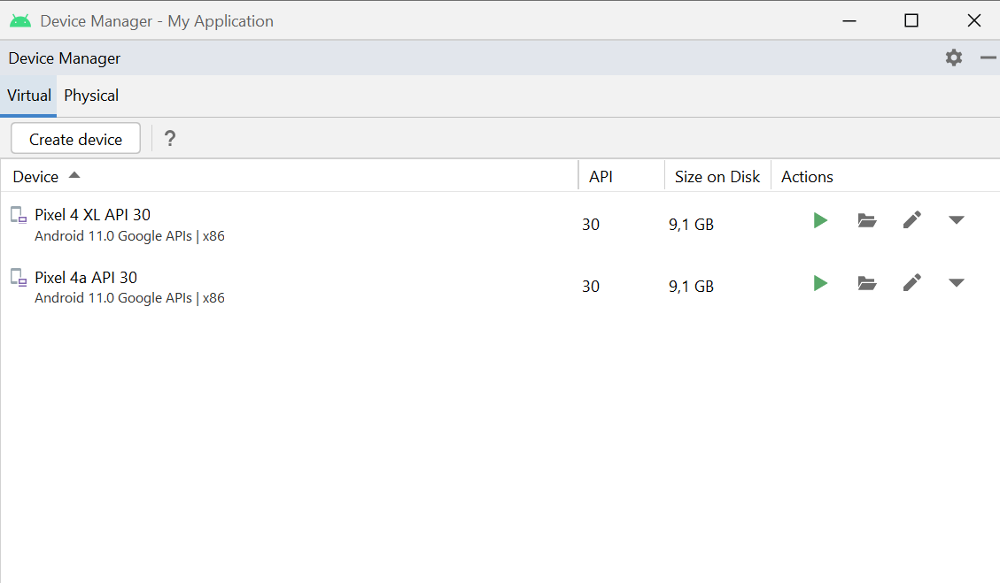 Device Manager - My Application
Device Manager
Virtual Physical
Create device ?
Device API Size on Disk Actions
Pixel 4 XL API 30
Android 11.0 Google APIs | x86
30 9,1 GB
Pixel 4a API 30
Android 11.0 Google APIs | x86
30 9,1 GB